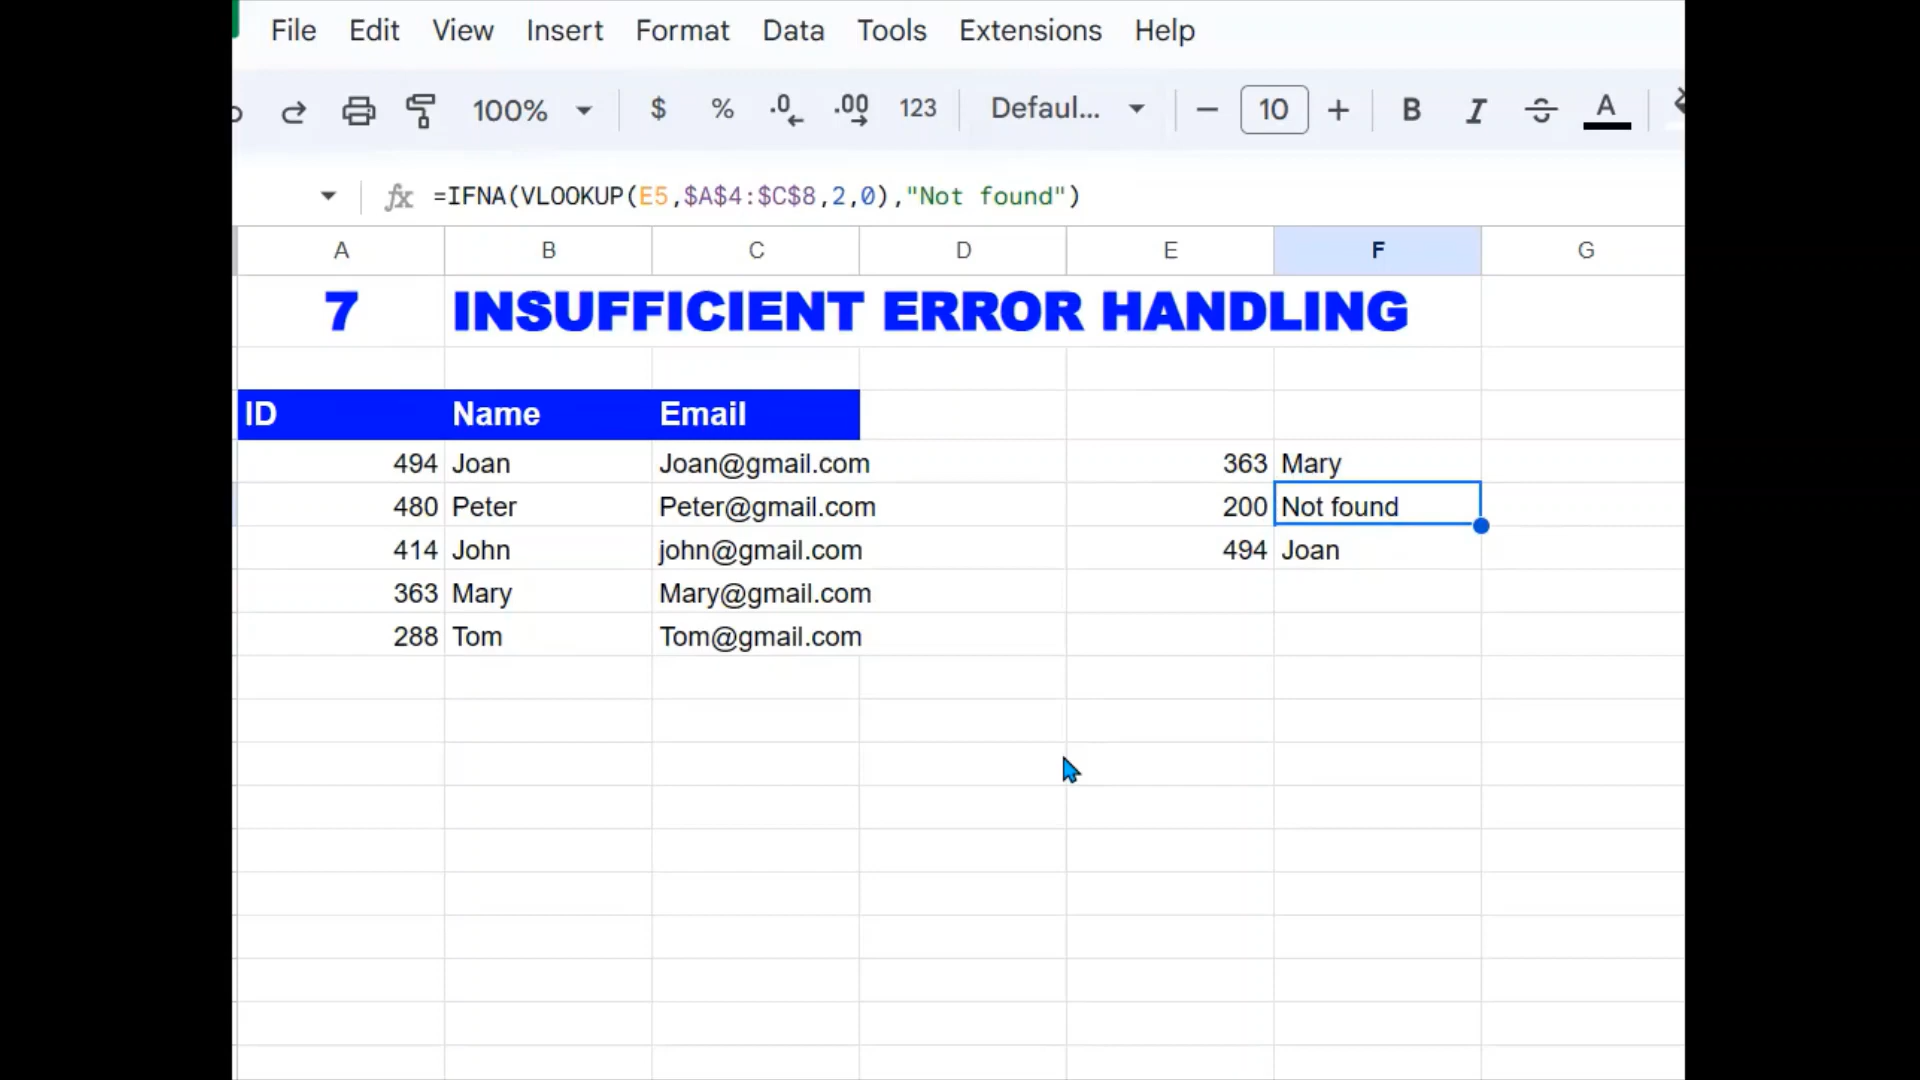 File Edit View Insert Format Data Tools Extensions Help
100% $ % .0 .00 123 Defaul... − 10 + B I S A
fx =IFNA(VLOOKUP(E5,$A$4:$C$8,2,0),"Not found")
A B C D E F G
7 INSUFFICIENT ERROR HANDLING
ID Name Email
494 Joan Joan@gmail.com 363 Mary
480 Peter Peter@gmail.com 200 Not found
414 John john@gmail.com 494 Joan
363 Mary Mary@gmail.com
288 Tom Tom@gmail.com